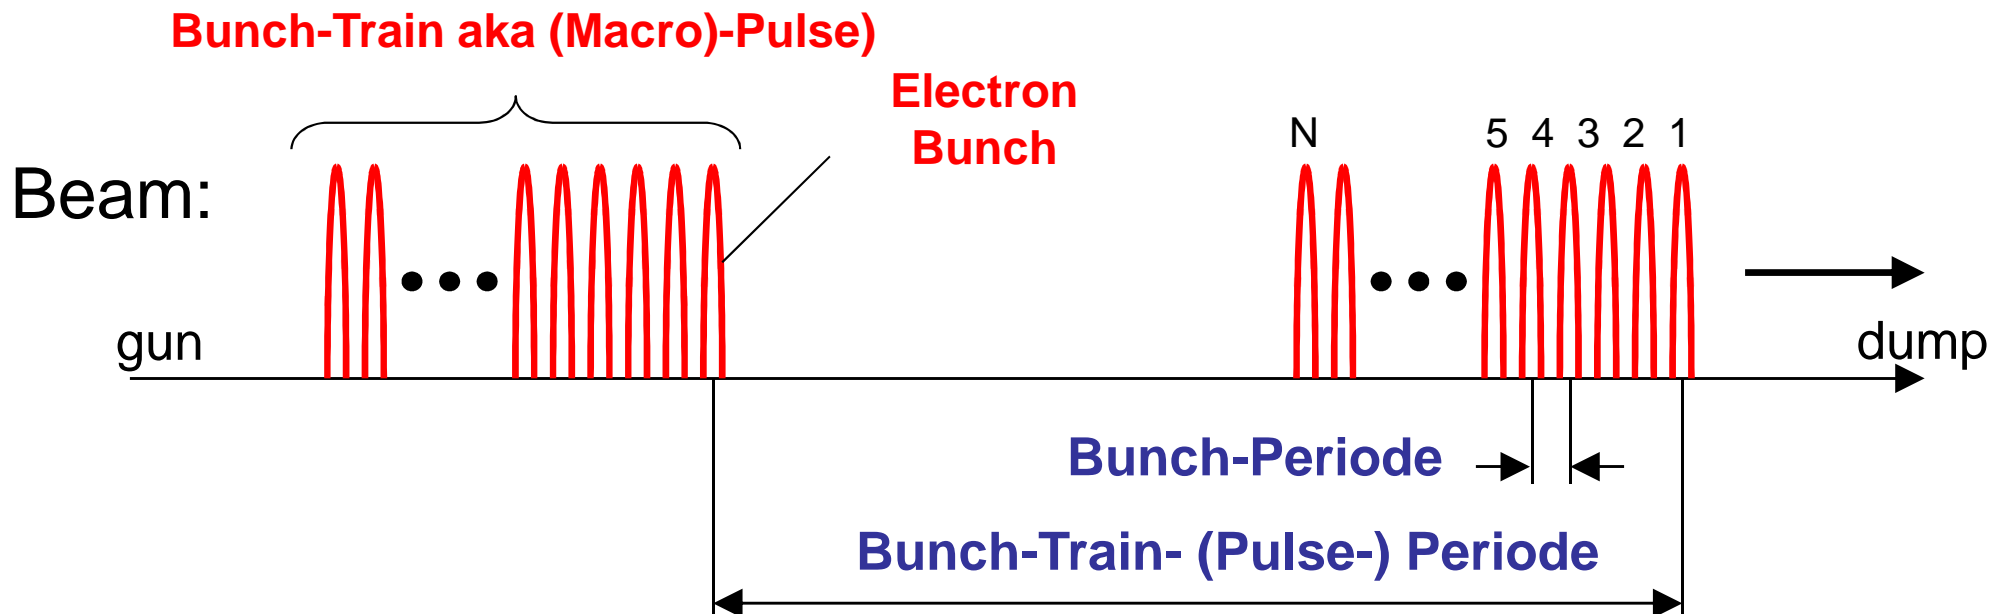 Bunch-Train aka (Macro)-Pulse)
Electron
Bunch
N 5 4 3 2 1
Beam:
gun
dump
Bunch-Periode
Bunch-Train- (Pulse-) Periode